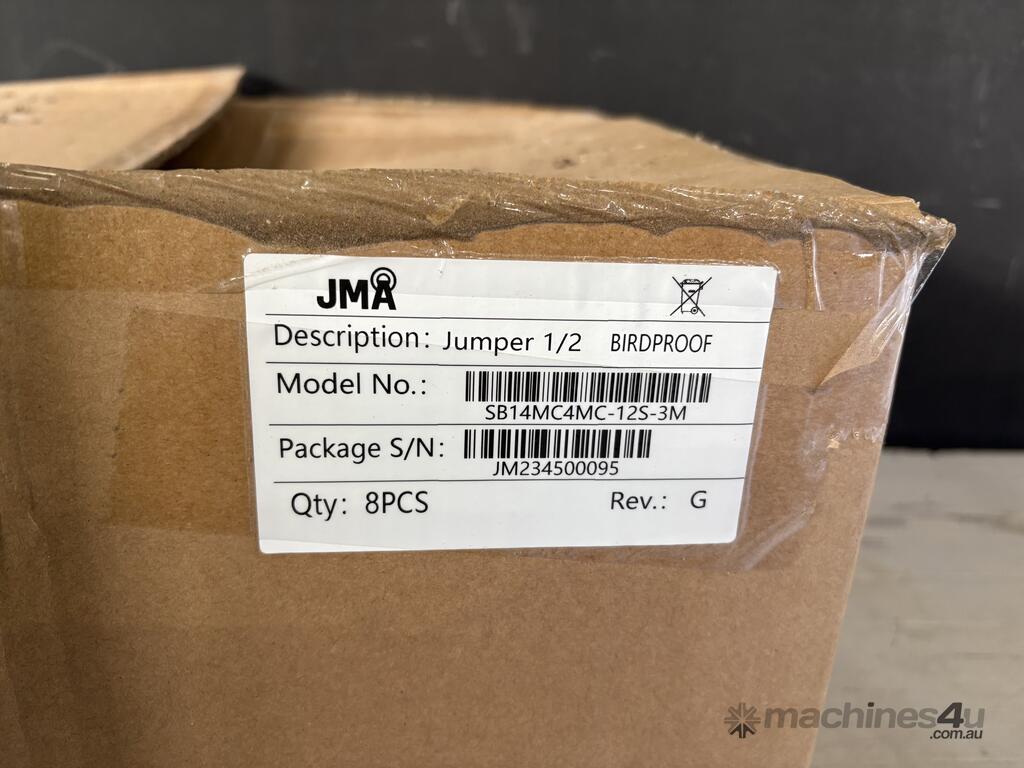 JMA
Description: Jumper 1/2 BIRDPROOF
Model No.:
SB14MC4MC-12S-3M
Package S/N:
JM234500095
Qty: 8PCS Rev.: G
machines4u
.com.au